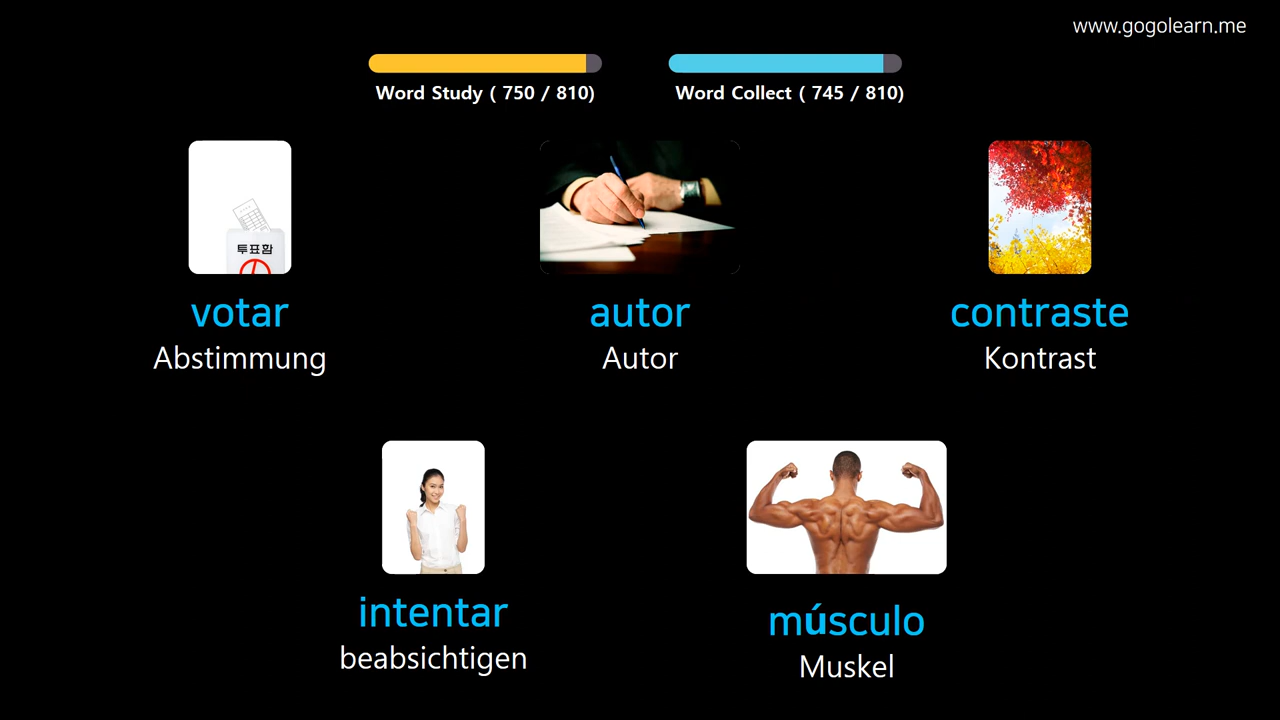 www.gogolearn.me
Word Study ( 750 / 810)
Word Collect ( 745 / 810)
투표함
votar
Abstimmung
autor
Autor
contraste
Kontrast
intentar
beabsichtigen
músculo
Muskel